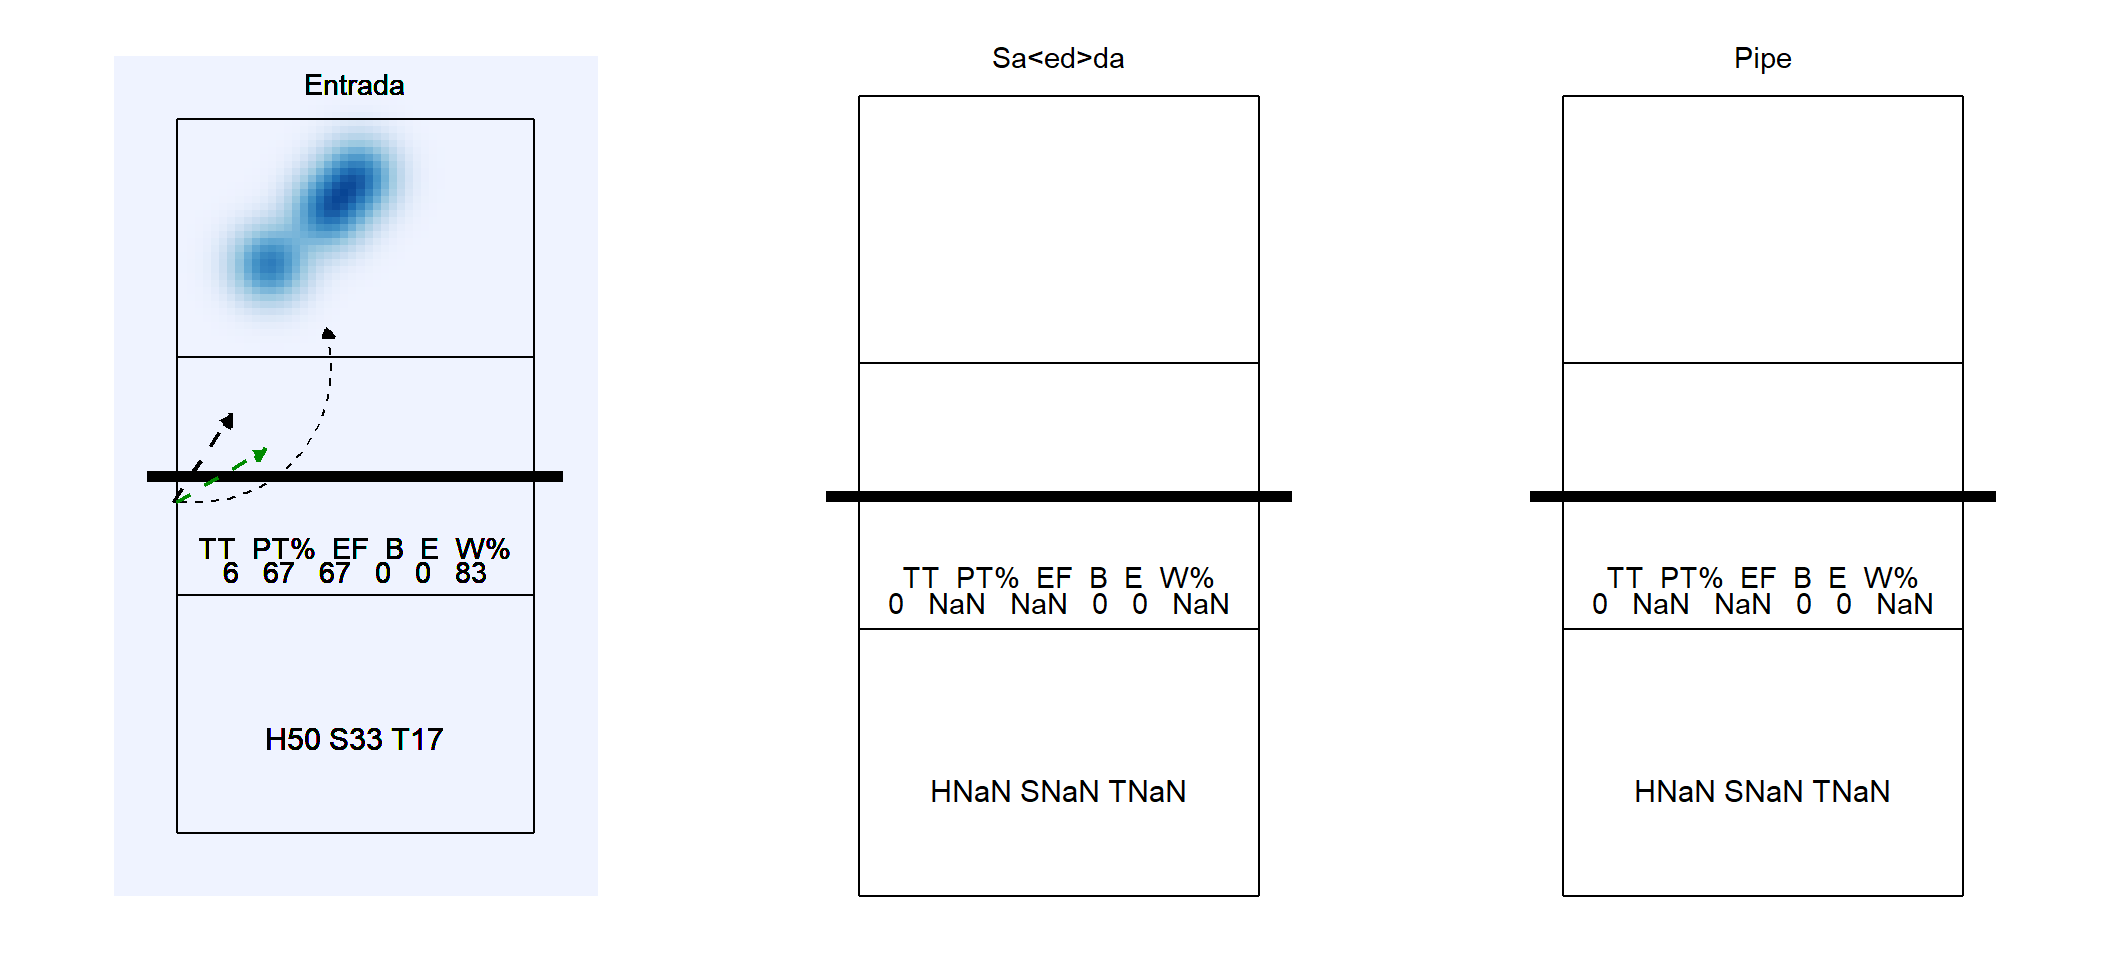 Entrada
TT PT% EF B E W%
6 67 67 0 0 83
H50 S33 T17
Sa<ed>da
TT PT% EF B E W%
0 NaN NaN 0 0 NaN
HNaN SNaN TNaN
Pipe
TT PT% EF B E W%
0 NaN NaN 0 0 NaN
HNaN SNaN TNaN